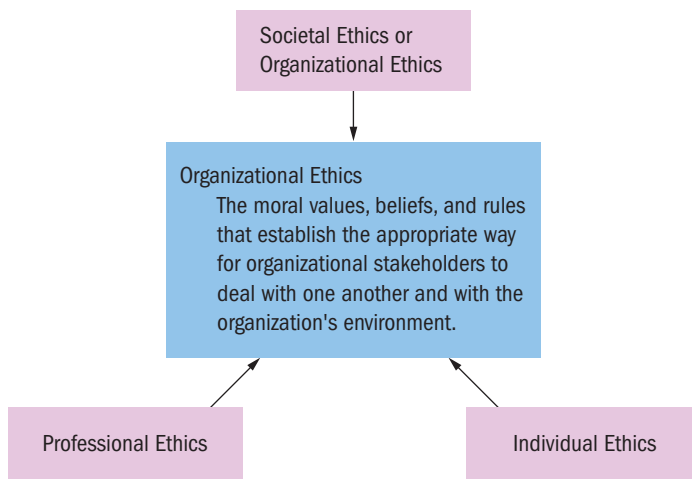 Societal Ethics or
Organizational Ethics
Organizational Ethics
The moral values, beliefs, and rules
that establish the appropriate way
for organizational stakeholders to
deal with one another and with the
organization's environment.
Professional Ethics
Individual Ethics